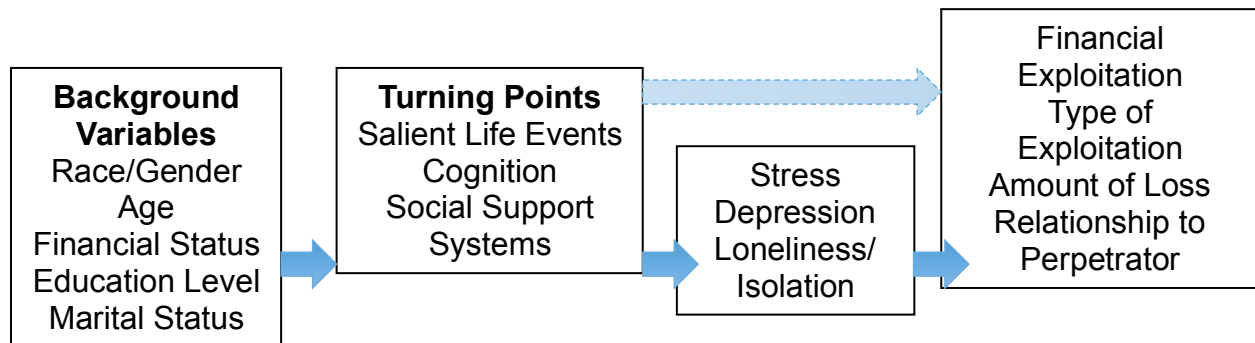 Background
Variables
Race/Gender
Age
Financial Status
Education Level
Marital Status
Turning Points
Salient Life Events
Cognition
Social Support
Systems
Stress
Depression
Loneliness/
Isolation
Financial
Exploitation
Type of
Exploitation
Amount of Loss
Relationship to
Perpetrator